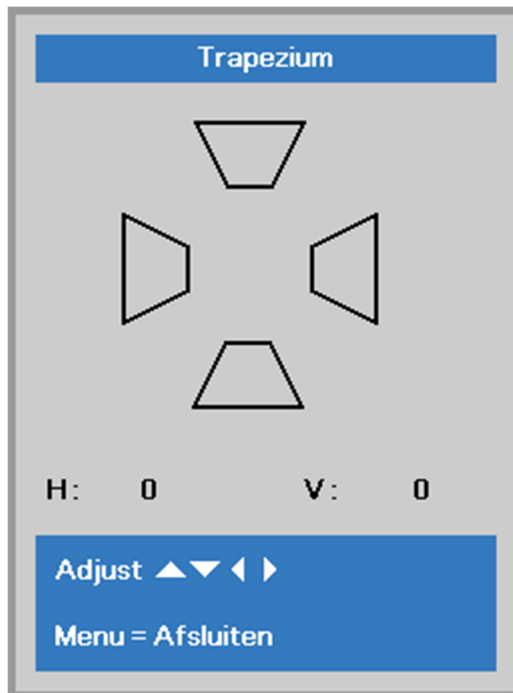 Trapezium
H: 0 V: 0
Adjust ▲▼◀▶
Menu = Afsluiten